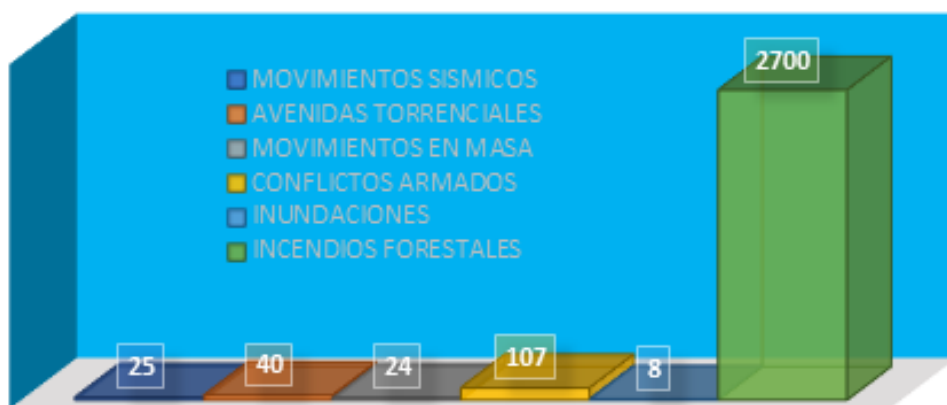 2700
MOVIMIENTOS SISMICOS
AVENIDAS TORRENCIALES
MOVIMIENTOS EN MASA
CONFLICTOS ARMADOS
INUNDACIONES
INCENDIOS FORESTALES
25 40 24 107 8